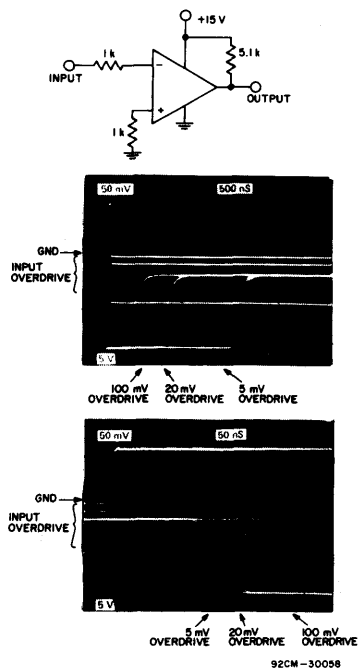 +15 V
1 k
5.1 k
INPUT
−
OUTPUT
+
1 k
50 mV 500 nS
GND
INPUT
OVERDRIVE
5 V
100 mV
OVERDRIVE
20 mV
OVERDRIVE
5 mV
OVERDRIVE
50 mV 50 nS
GND
INPUT
OVERDRIVE
5 V
5 mV
OVERDRIVE
20 mV
OVERDRIVE
100 mV
OVERDRIVE
92CM-30058